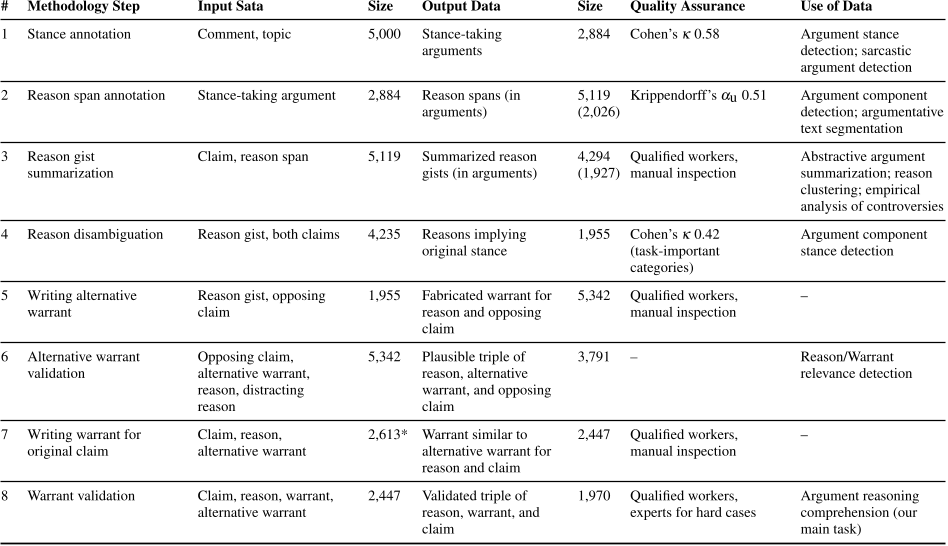 # Methodology Step Input Sata Size Output Data Size Quality Assurance Use of Data
1 Stance annotation Comment, topic 5,000 Stance-taking 2,884 Cohen's κ 0.58 Argument stance
arguments detection; sarcastic
argument detection
2 Reason span annotation Stance-taking argument 2,884 Reason spans (in 5,119 Krippendorff's αu 0.51 Argument component
arguments) (2,026) detection; argumentative
text segmentation
3 Reason gist Claim, reason span 5,119 Summarized reason 4,294 Qualified workers, Abstractive argument
summarization gists (in arguments) (1,927) manual inspection summarization; reason
clustering; empirical
analysis of controversies
4 Reason disambiguation Reason gist, both claims 4,235 Reasons implying 1,955 Cohen's κ 0.42 Argument component
original stance (task-important stance detection
categories)
5 Writing alternative Reason gist, opposing 1,955 Fabricated warrant for 5,342 Qualified workers, –
warrant claim reason and opposing manual inspection
claim
6 Alternative warrant Opposing claim, 5,342 Plausible triple of 3,791 – Reason/Warrant
validation alternative warrant, reason, alternative relevance detection
reason, distracting warrant, and opposing
reason claim
7 Writing warrant for Claim, reason, 2,613* Warrant similar to 2,447 Qualified workers, –
original claim alternative warrant alternative warrant for manual inspection
reason and claim
8 Warrant validation Claim, reason, warrant, 2,447 Validated triple of 1,970 Qualified workers, Argument reasoning
alternative warrant reason, warrant, and experts for hard cases comprehension (our
claim main task)